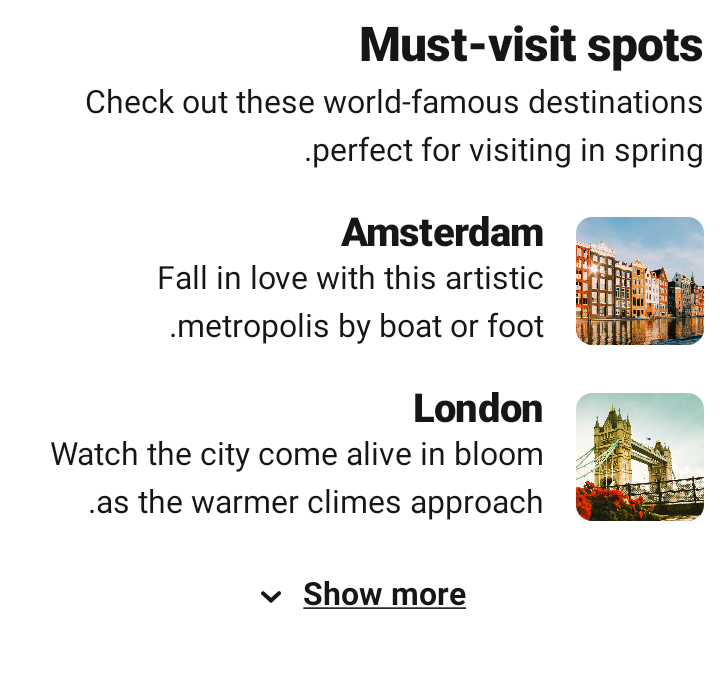 Must-visit spots
Check out these world-famous destinations
.perfect for visiting in spring
Amsterdam
Fall in love with this artistic
.metropolis by boat or foot
London
Watch the city come alive in bloom
.as the warmer climes approach
Show more